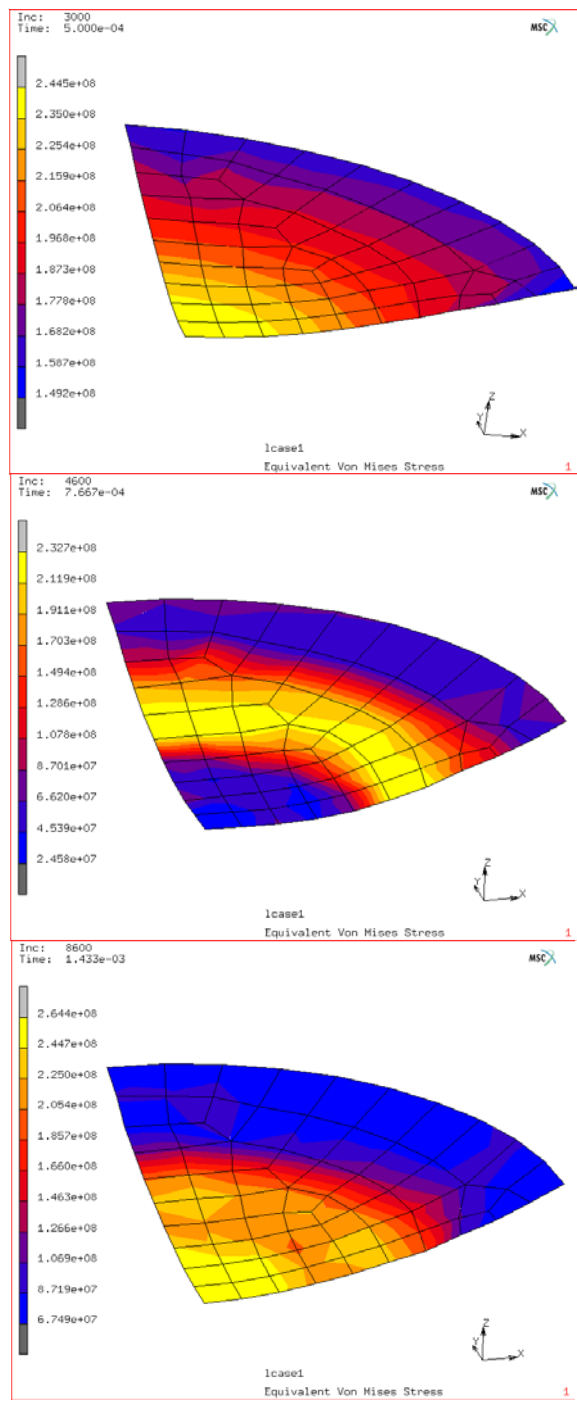 Inc: 3000
Time: 5.000e-04
MSC
2.445e+08
2.350e+08
2.254e+08
2.159e+08
2.064e+08
1.968e+08
1.873e+08
1.778e+08
1.682e+08
1.587e+08
1.492e+08
Z
Y
X
lcase1
Equivalent Von Mises Stress 1
Inc: 4600
Time: 7.667e-04
MSC
2.327e+08
2.119e+08
1.911e+08
1.703e+08
1.494e+08
1.286e+08
1.078e+08
8.701e+07
6.620e+07
4.539e+07
2.458e+07
Z
Y
X
lcase1
Equivalent Von Mises Stress 1
Inc: 8600
Time: 1.433e-03
MSC
2.644e+08
2.447e+08
2.250e+08
2.054e+08
1.857e+08
1.660e+08
1.463e+08
1.266e+08
1.069e+08
8.719e+07
6.749e+07
Z
Y
X
lcase1
Equivalent Von Mises Stress 1